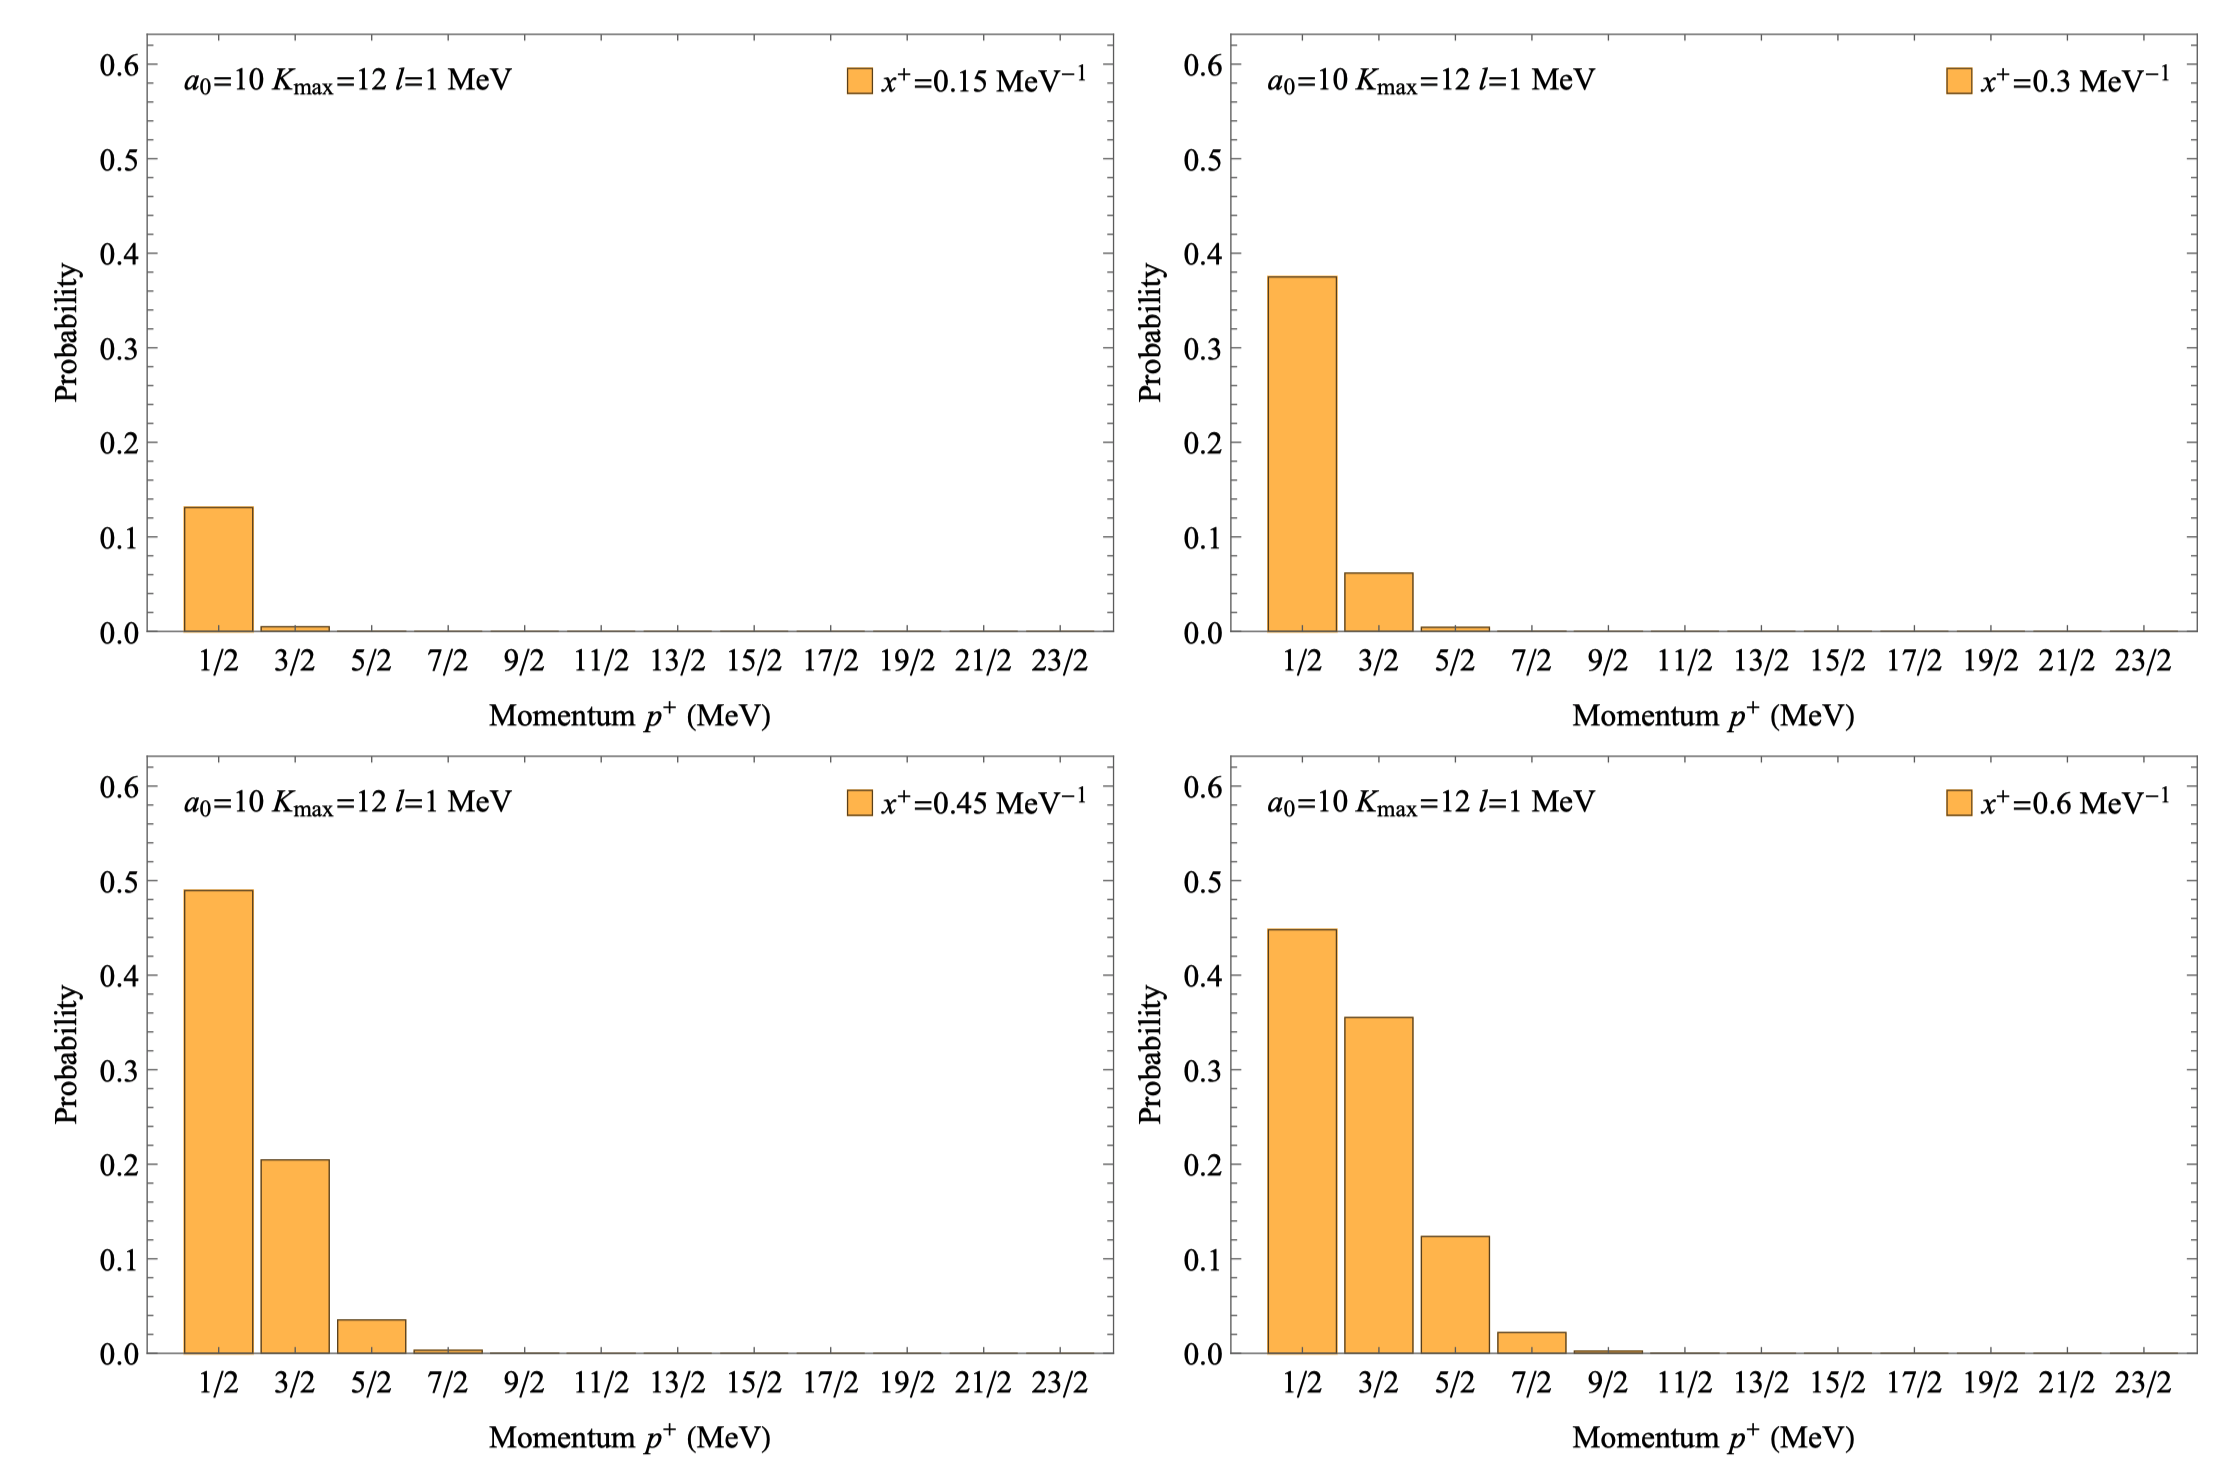 a₀=10 Kmax=12 l=1 MeV
x⁺=0.15 MeV⁻¹
Probability
0.6
0.5
0.4
0.3
0.2
0.1
0.0
1/2 3/2 5/2 7/2 9/2 11/2 13/2 15/2 17/2 19/2 21/2 23/2
Momentum p⁺ (MeV)
a₀=10 Kmax=12 l=1 MeV
x⁺=0.3 MeV⁻¹
Probability
0.6
0.5
0.4
0.3
0.2
0.1
0.0
1/2 3/2 5/2 7/2 9/2 11/2 13/2 15/2 17/2 19/2 21/2 23/2
Momentum p⁺ (MeV)
a₀=10 Kmax=12 l=1 MeV
x⁺=0.45 MeV⁻¹
Probability
0.6
0.5
0.4
0.3
0.2
0.1
0.0
1/2 3/2 5/2 7/2 9/2 11/2 13/2 15/2 17/2 19/2 21/2 23/2
Momentum p⁺ (MeV)
a₀=10 Kmax=12 l=1 MeV
x⁺=0.6 MeV⁻¹
Probability
0.6
0.5
0.4
0.3
0.2
0.1
0.0
1/2 3/2 5/2 7/2 9/2 11/2 13/2 15/2 17/2 19/2 21/2 23/2
Momentum p⁺ (MeV)